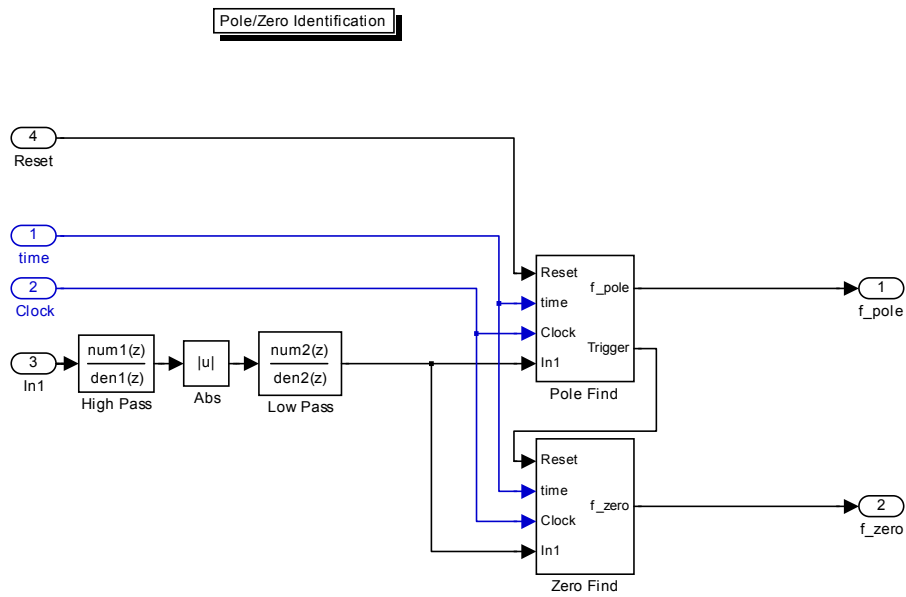 Pole/Zero Identification
4
Reset
1
time
2
Clock
3
In1
num1(z)
den1(z)
High Pass
|u|
Abs
num2(z)
den2(z)
Low Pass
Reset
time
Clock
In1
f_pole
Trigger
Pole Find
Reset
time
Clock
In1
f_zero
Zero Find
1
f_pole
2
f_zero